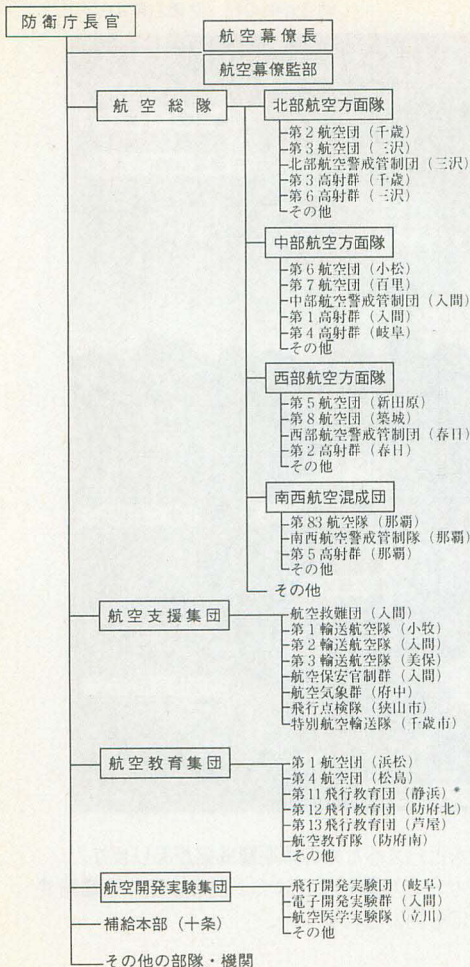 防衛庁長官
航空幕僚長
航空幕僚監部
航空総隊
北部航空方面隊
第2航空団（千歳）
第3航空団（三沢）
北部航空警戒管制団（三沢）
第3高射群（千歳）
第6高射群（三沢）
その他
中部航空方面隊
第6航空団（小松）
第7航空団（百里）
中部航空警戒管制団（入間）
第1高射群（入間）
第4高射群（岐阜）
その他
西部航空方面隊
第5航空団（新田原）
第8航空団（築城）
西部航空警戒管制団（春日）
第2高射群（春日）
その他
南西航空混成団
第83航空隊（那覇）
南西航空警戒管制隊（那覇）
第5高射群（那覇）
その他
その他
航空支援集団
航空救難団（入間）
第1輸送航空隊（小牧）
第2輸送航空隊（入間）
第3輸送航空隊（美保）
航空保安官制群（入間）
航空気象群（府中）
飛行点検隊（狭山市）
特別航空輸送隊（千歳市）
航空教育集団
第1航空団（浜松）
第4航空団（松島）
第11飛行教育団（静浜）*
第12飛行教育団（防府北）
第13飛行教育団（芦屋）
航空教育隊（防府南）
その他
航空開発実験集団
飛行開発実験団（岐阜）
電子開発実験群（入間）
航空医学実験隊（立川）
その他
補給本部（十条）
その他の部隊・機関